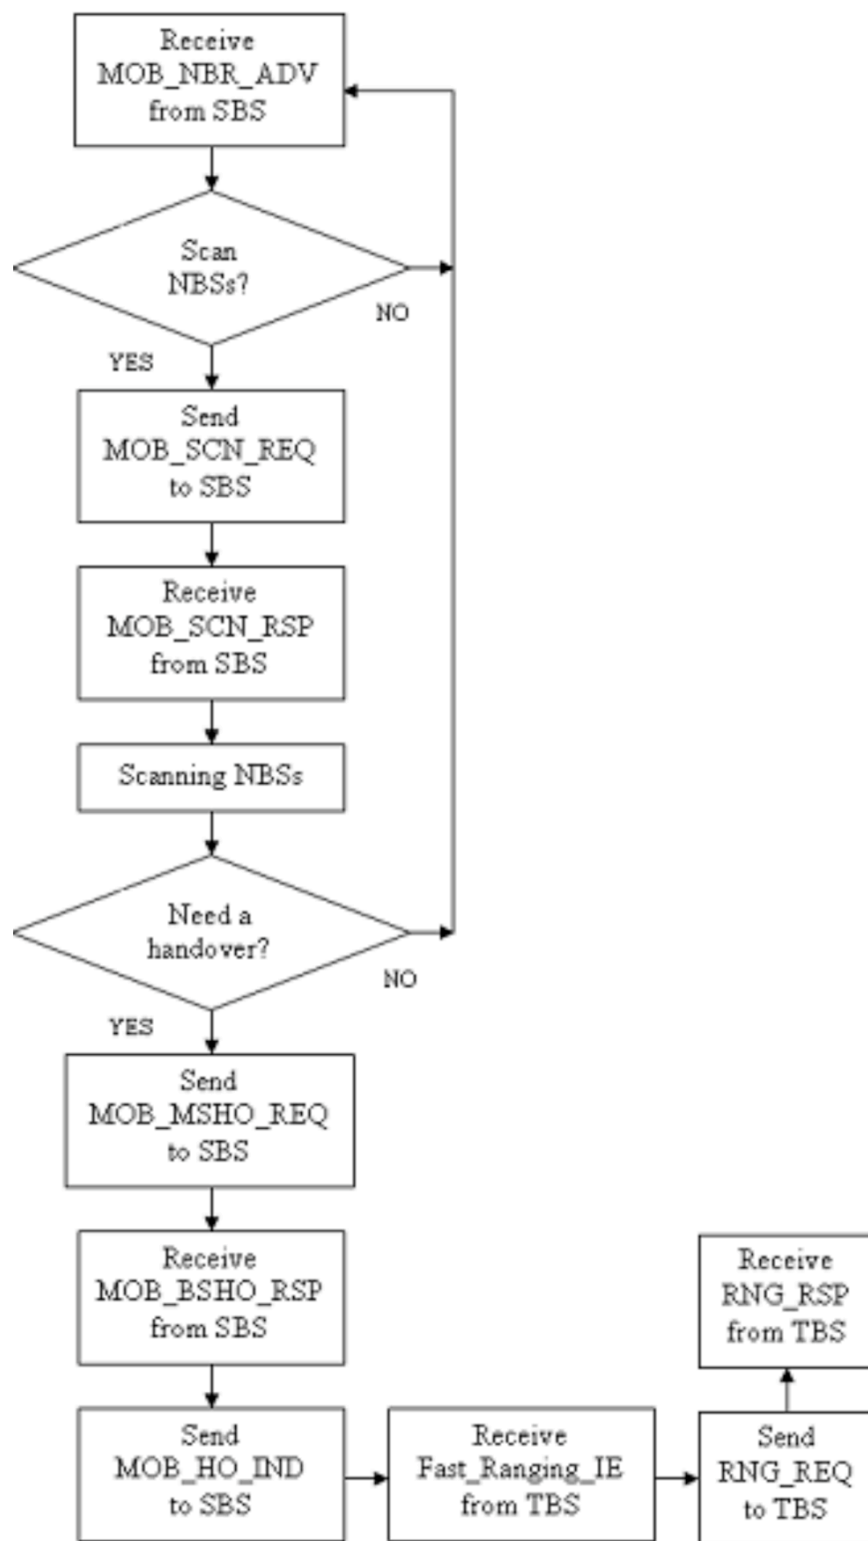 Receive
MOB_NBR_ADV
from SBS
Scan
NBSs?
NO
YES
Send
MOB_SCN_REQ
to SBS
Receive
MOB_SCN_RSP
from SBS
Scanning NBSs
Need a
handover?
NO
YES
Send
MOB_MSHO_REQ
to SBS
Receive
MOB_BSHO_RSP
from SBS
Send
MOB_HO_IND
to SBS
Receive
Fast_Ranging_IE
from TBS
Send
RNG_REQ
to TBS
Receive
RNG_RSP
from TBS